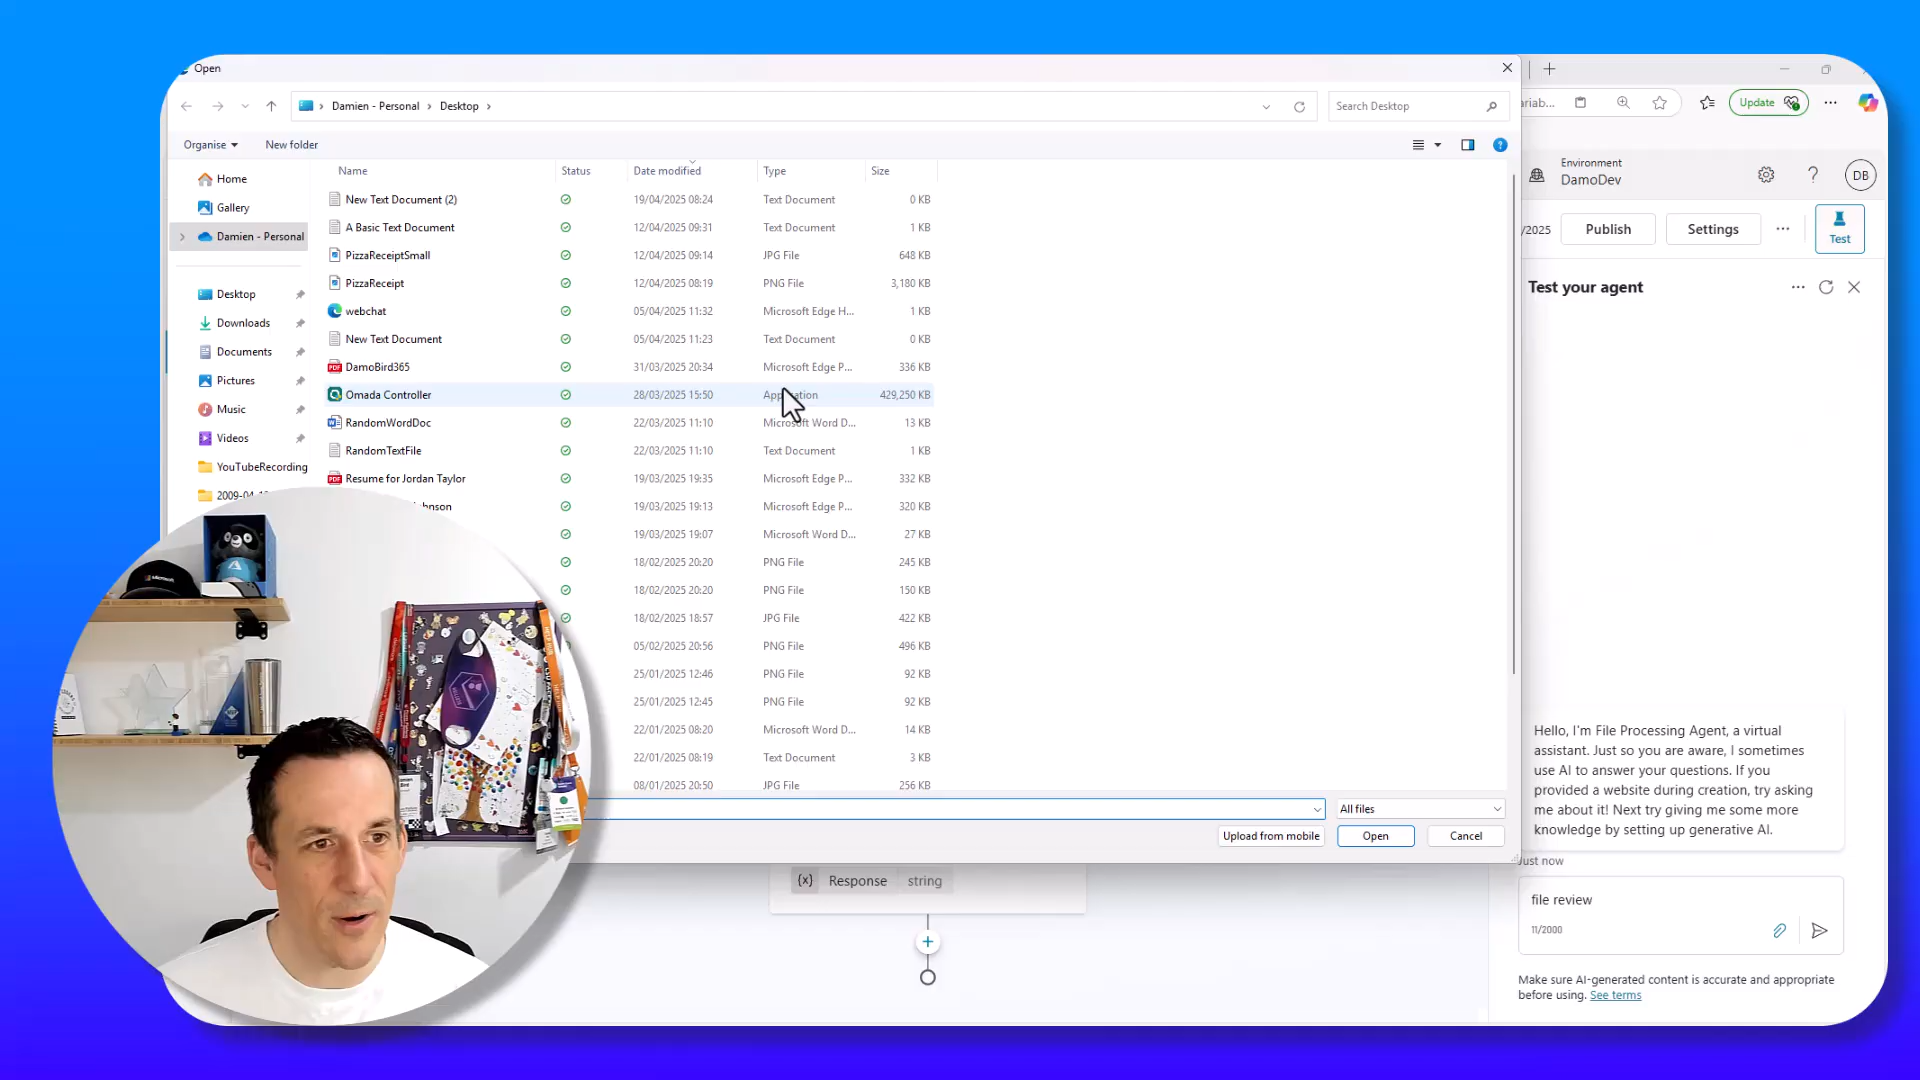 Open
Damien - Personal > Desktop >
Search Desktop
Organise
New folder
Name Status Date modified Type Size
Home
Gallery
Damien - Personal
Desktop
Downloads
Documents
Pictures
Music
Videos
YouTubeRecording
New Text Document (2) 19/04/2025 08:24 Text Document 0 KB
A Basic Text Document 12/04/2025 09:31 Text Document 1 KB
PizzaReceiptSmall 12/04/2025 09:14 JPG File 648 KB
PizzaReceipt 12/04/2025 08:19 PNG File 3,180 KB
webchat 05/04/2025 11:32 Microsoft Edge H... 1 KB
New Text Document 05/04/2025 11:23 Text Document 0 KB
DamoBird365 31/03/2025 20:34 Microsoft Edge P... 336 KB
Omada Controller 28/03/2025 15:50 Application 429,250 KB
RandomWordDoc 22/03/2025 11:10 Microsoft Word D... 13 KB
RandomTextFile 22/03/2025 11:10 Text Document 1 KB
Resume for Jordan Taylor 19/03/2025 19:35 Microsoft Edge P... 332 KB
19/03/2025 19:13 Microsoft Edge P... 320 KB
19/03/2025 19:07 Microsoft Word D... 27 KB
18/02/2025 20:20 PNG File 245 KB
18/02/2025 20:20 PNG File 150 KB
18/02/2025 18:57 JPG File 422 KB
05/02/2025 20:56 PNG File 496 KB
25/01/2025 12:46 PNG File 92 KB
25/01/2025 12:45 PNG File 92 KB
22/01/2025 08:20 Microsoft Word D... 14 KB
22/01/2025 08:19 Text Document 3 KB
08/01/2025 20:50 JPG File 256 KB
All files
Upload from mobile
Open
Cancel
{x} Response string
Update
Environment
DamoDev
DB
/2025
Publish
Settings
Test
Test your agent
Hello, I'm File Processing Agent, a virtual
assistant. Just so you are aware, I sometimes
use AI to answer your questions. If you
provided a website during creation, try asking
me about it! Next try giving me some more
knowledge by setting up generative AI.
Just now
file review
11/2000
Make sure AI-generated content is accurate and appropriate
before using. See terms